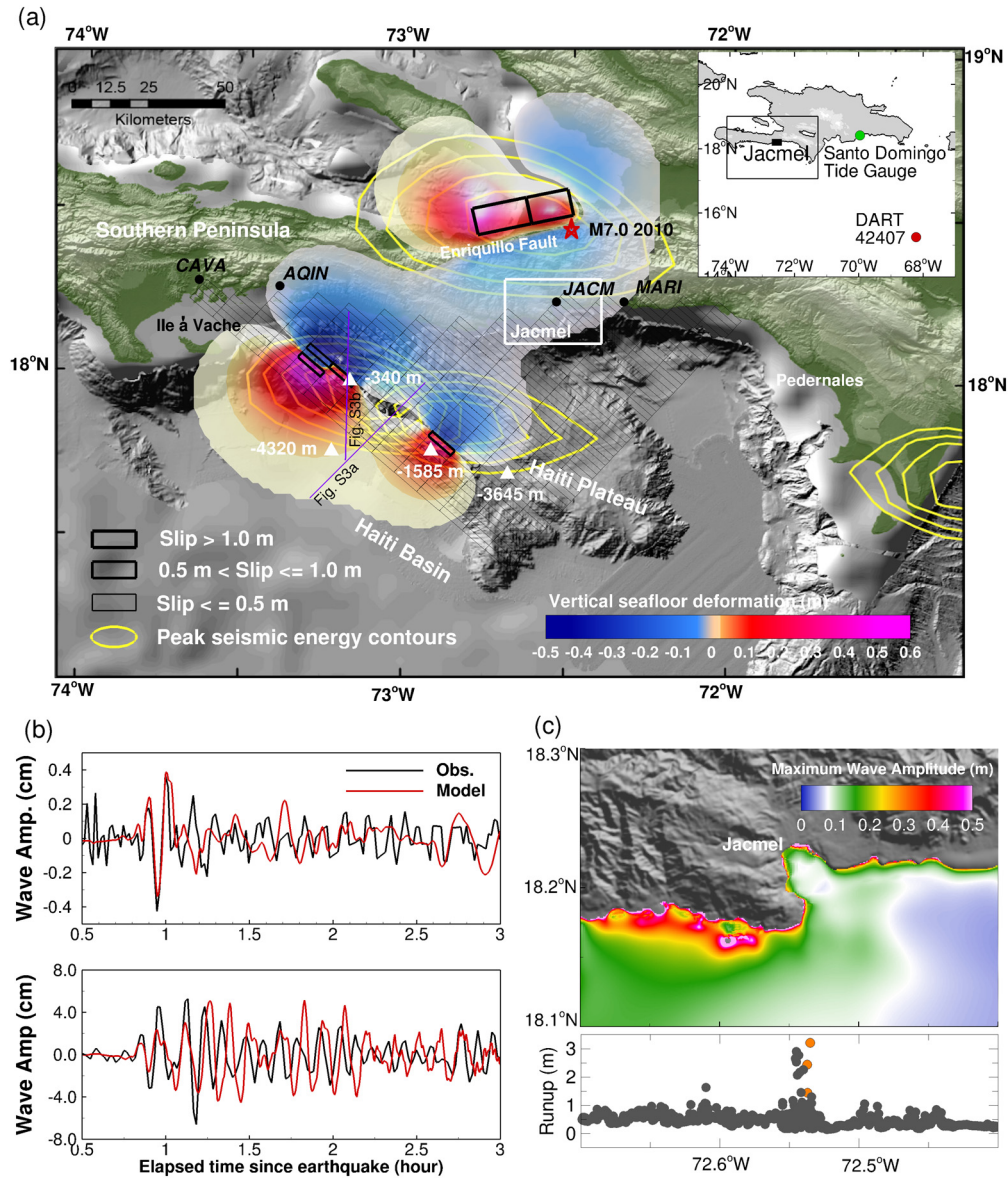 (a)
74°W
73°W
72°W
19°N
0
12.5
25
50
Kilometers
20°N
18°N
16°N
14°N
Jacmel
Santo Domingo
Tide Gauge
DART
42407
74°W
72°W
70°W
68°W
Southern Peninsula
Enriquillo Fault
M7.0 2010
CAVA
AQIN
JACM
MARI
Ile à Vache
Jacmel
18°N
18°N
-340 m
Pedernales
Fig. S3b
-4320 m
-1585 m
Fig. S3a
-3645 m
Haiti Plateau
Haiti Basin
Slip > 1.0 m
0.5 m < Slip <= 1.0 m
Slip <= 0.5 m
Peak seismic energy contours
Vertical seafloor deformation (m)
-0.5 -0.4 -0.3 -0.2 -0.1 0 0.1 0.2 0.3 0.4 0.5 0.6
74°W
73°W
72°W
(b)
Wave Amp. (cm)
0.4
0.2
0
-0.2
-0.4
Obs.
Model
0.5 1 1.5 2 2.5 3
Wave Amp (cm)
8.0
4.0
0.0
-4.0
-8.0
0.5 1 1.5 2 2.5 3
Elapsed time since earthquake (hour)
(c)
18.3°N
18.2°N
18.1°N
Maximum Wave Amplitude (m)
0 0.1 0.2 0.3 0.4 0.5
Jacmel
Runup (m)
3
2
1
0
72.6°W
72.5°W